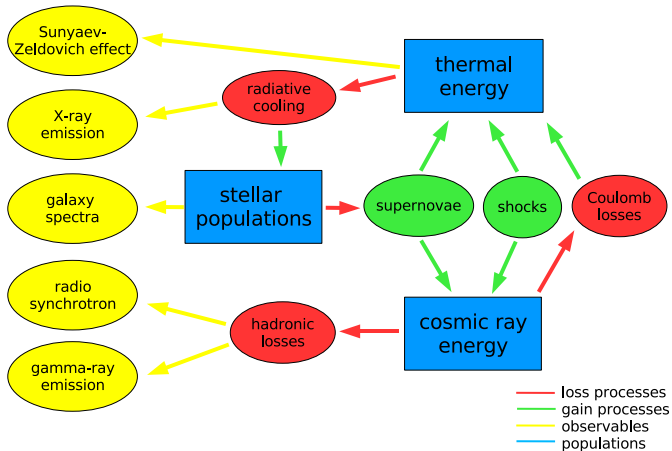 Sunyaev-
Zeldovich effect
thermal
energy
radiative
cooling
X-ray
emission
stellar
populations
galaxy
spectra
supernovae
shocks
Coulomb
losses
radio
synchrotron
hadronic
losses
cosmic ray
energy
gamma-ray
emission
loss processes
gain processes
observables
populations